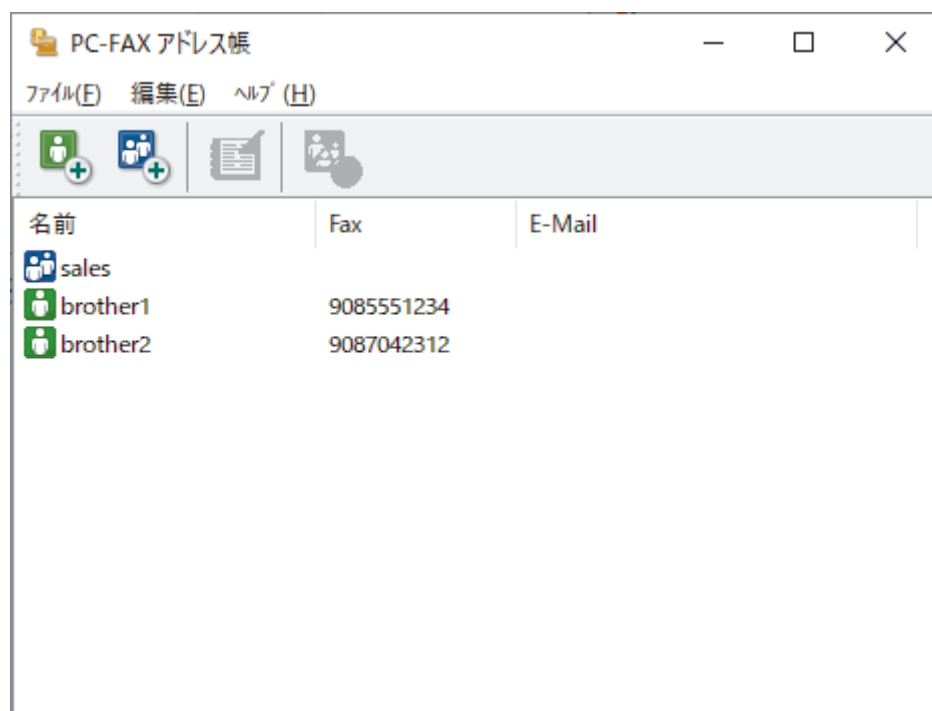 PC-FAX アドレス帳
ﾌｧｲﾙ(F) 編集(E) ﾙﾌﾟ(H)
名前 Fax E-Mail
sales
brother1 9085551234
brother2 9087042312